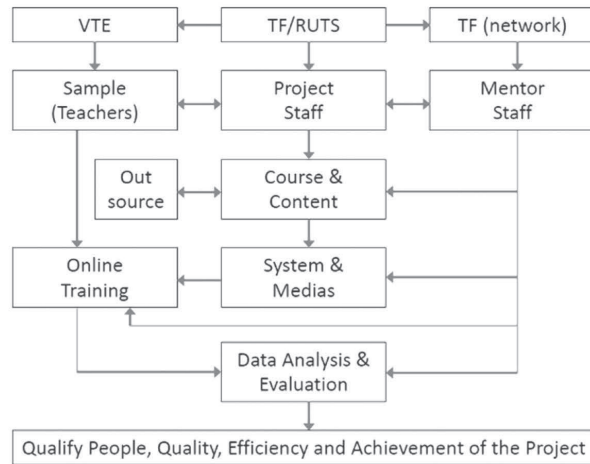 VTE
TF/RUTS
TF (network)
Sample
(Teachers)
Project
Staff
Mentor
Staff
Out
source
Course &
Content
Online
Training
System &
Medias
Data Analysis &
Evaluation
Qualify People, Quality, Efficiency and Achievement of the Project